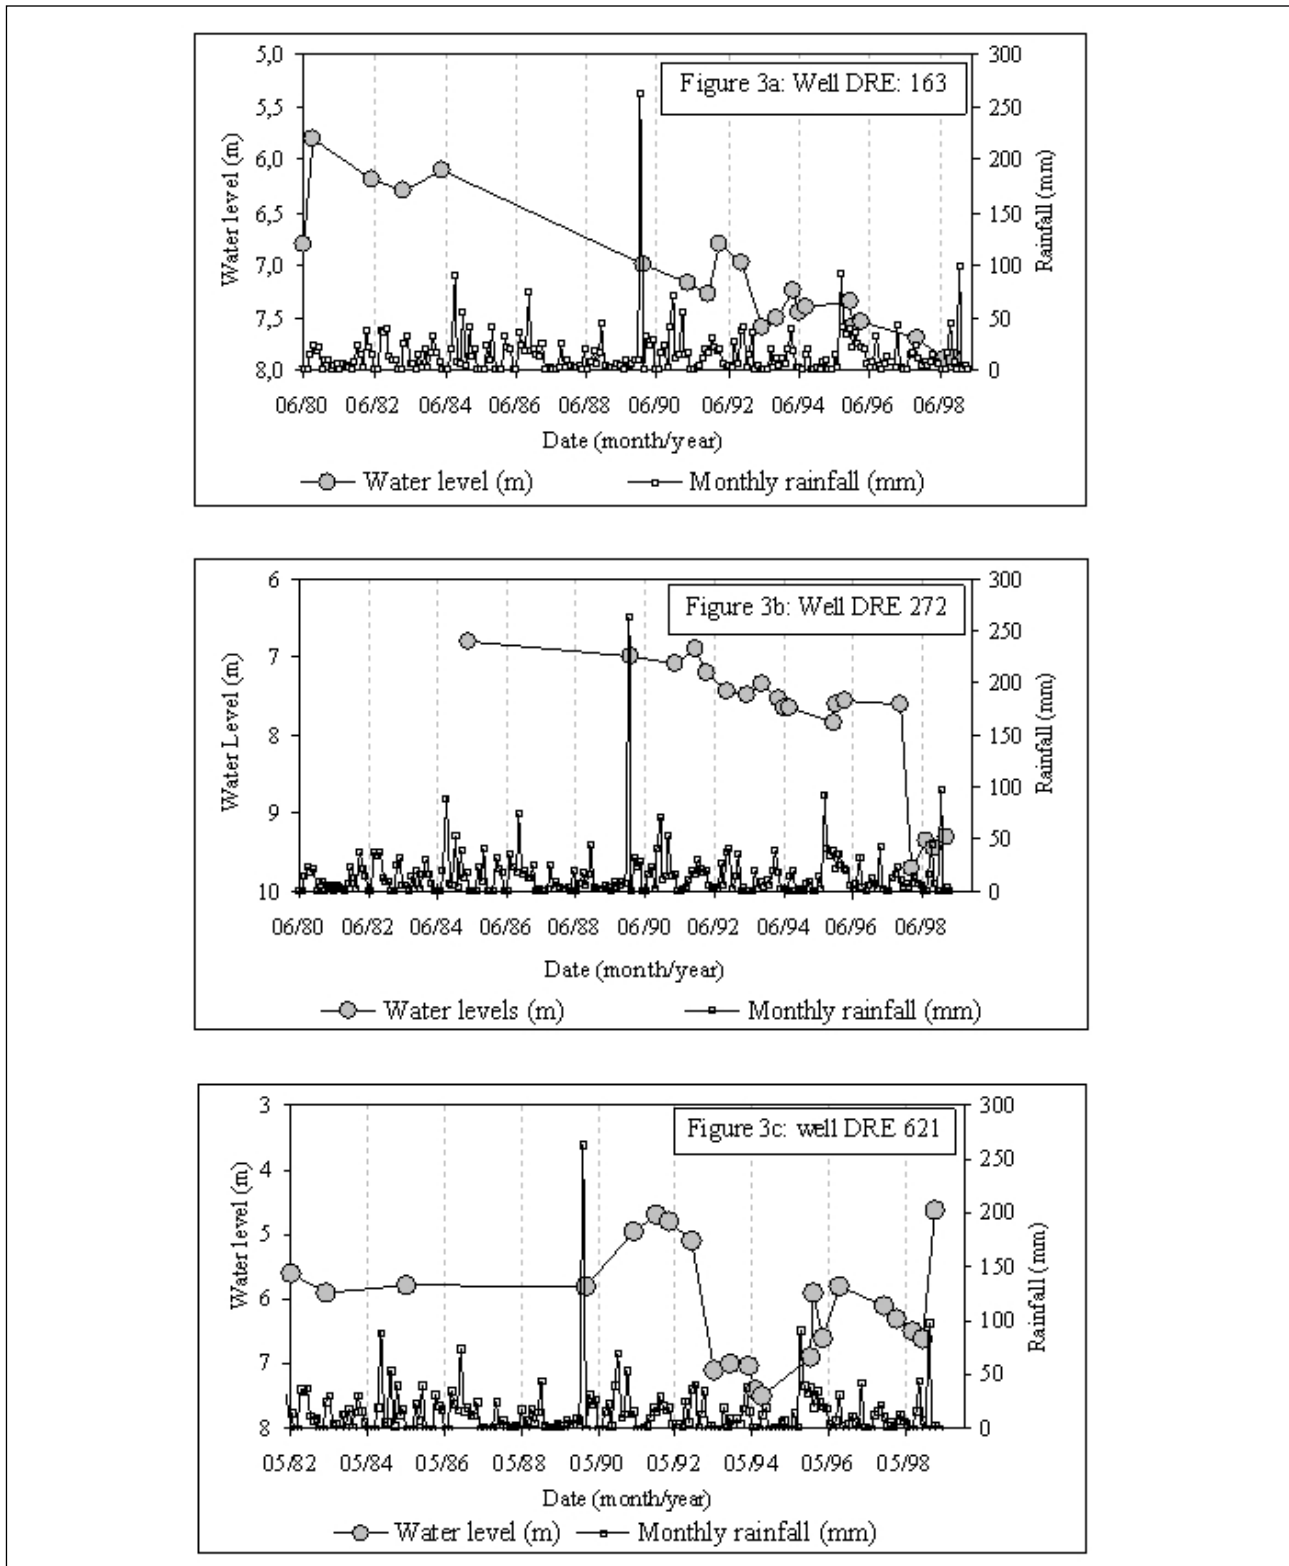 Figure 3a: Well DRE: 163
Water level (m)
5,0
5,5
6,0
6,5
7,0
7,5
8,0
300
250
200
150
100
50
0
Rainfall (mm)
06/80 06/82 06/84 06/86 06/88 06/90 06/92 06/94 06/96 06/98
Date (month/year)
Water level (m) Monthly rainfall (mm)
Figure 3b: Well DRE 272
Water Level (m)
6
7
8
9
10
300
250
200
150
100
50
0
Rainfall (mm)
06/80 06/82 06/84 06/86 06/88 06/90 06/92 06/94 06/96 06/98
Date (month/year)
Water levels (m) Monthly rainfall (mm)
Figure 3c: well DRE 621
Water level (m)
3
4
5
6
7
8
300
250
200
150
100
50
0
Rainfall (mm)
05/82 05/84 05/86 05/88 05/90 05/92 05/94 05/96 05/98
Date (month/year)
Water level (m) Monthly rainfall (mm)